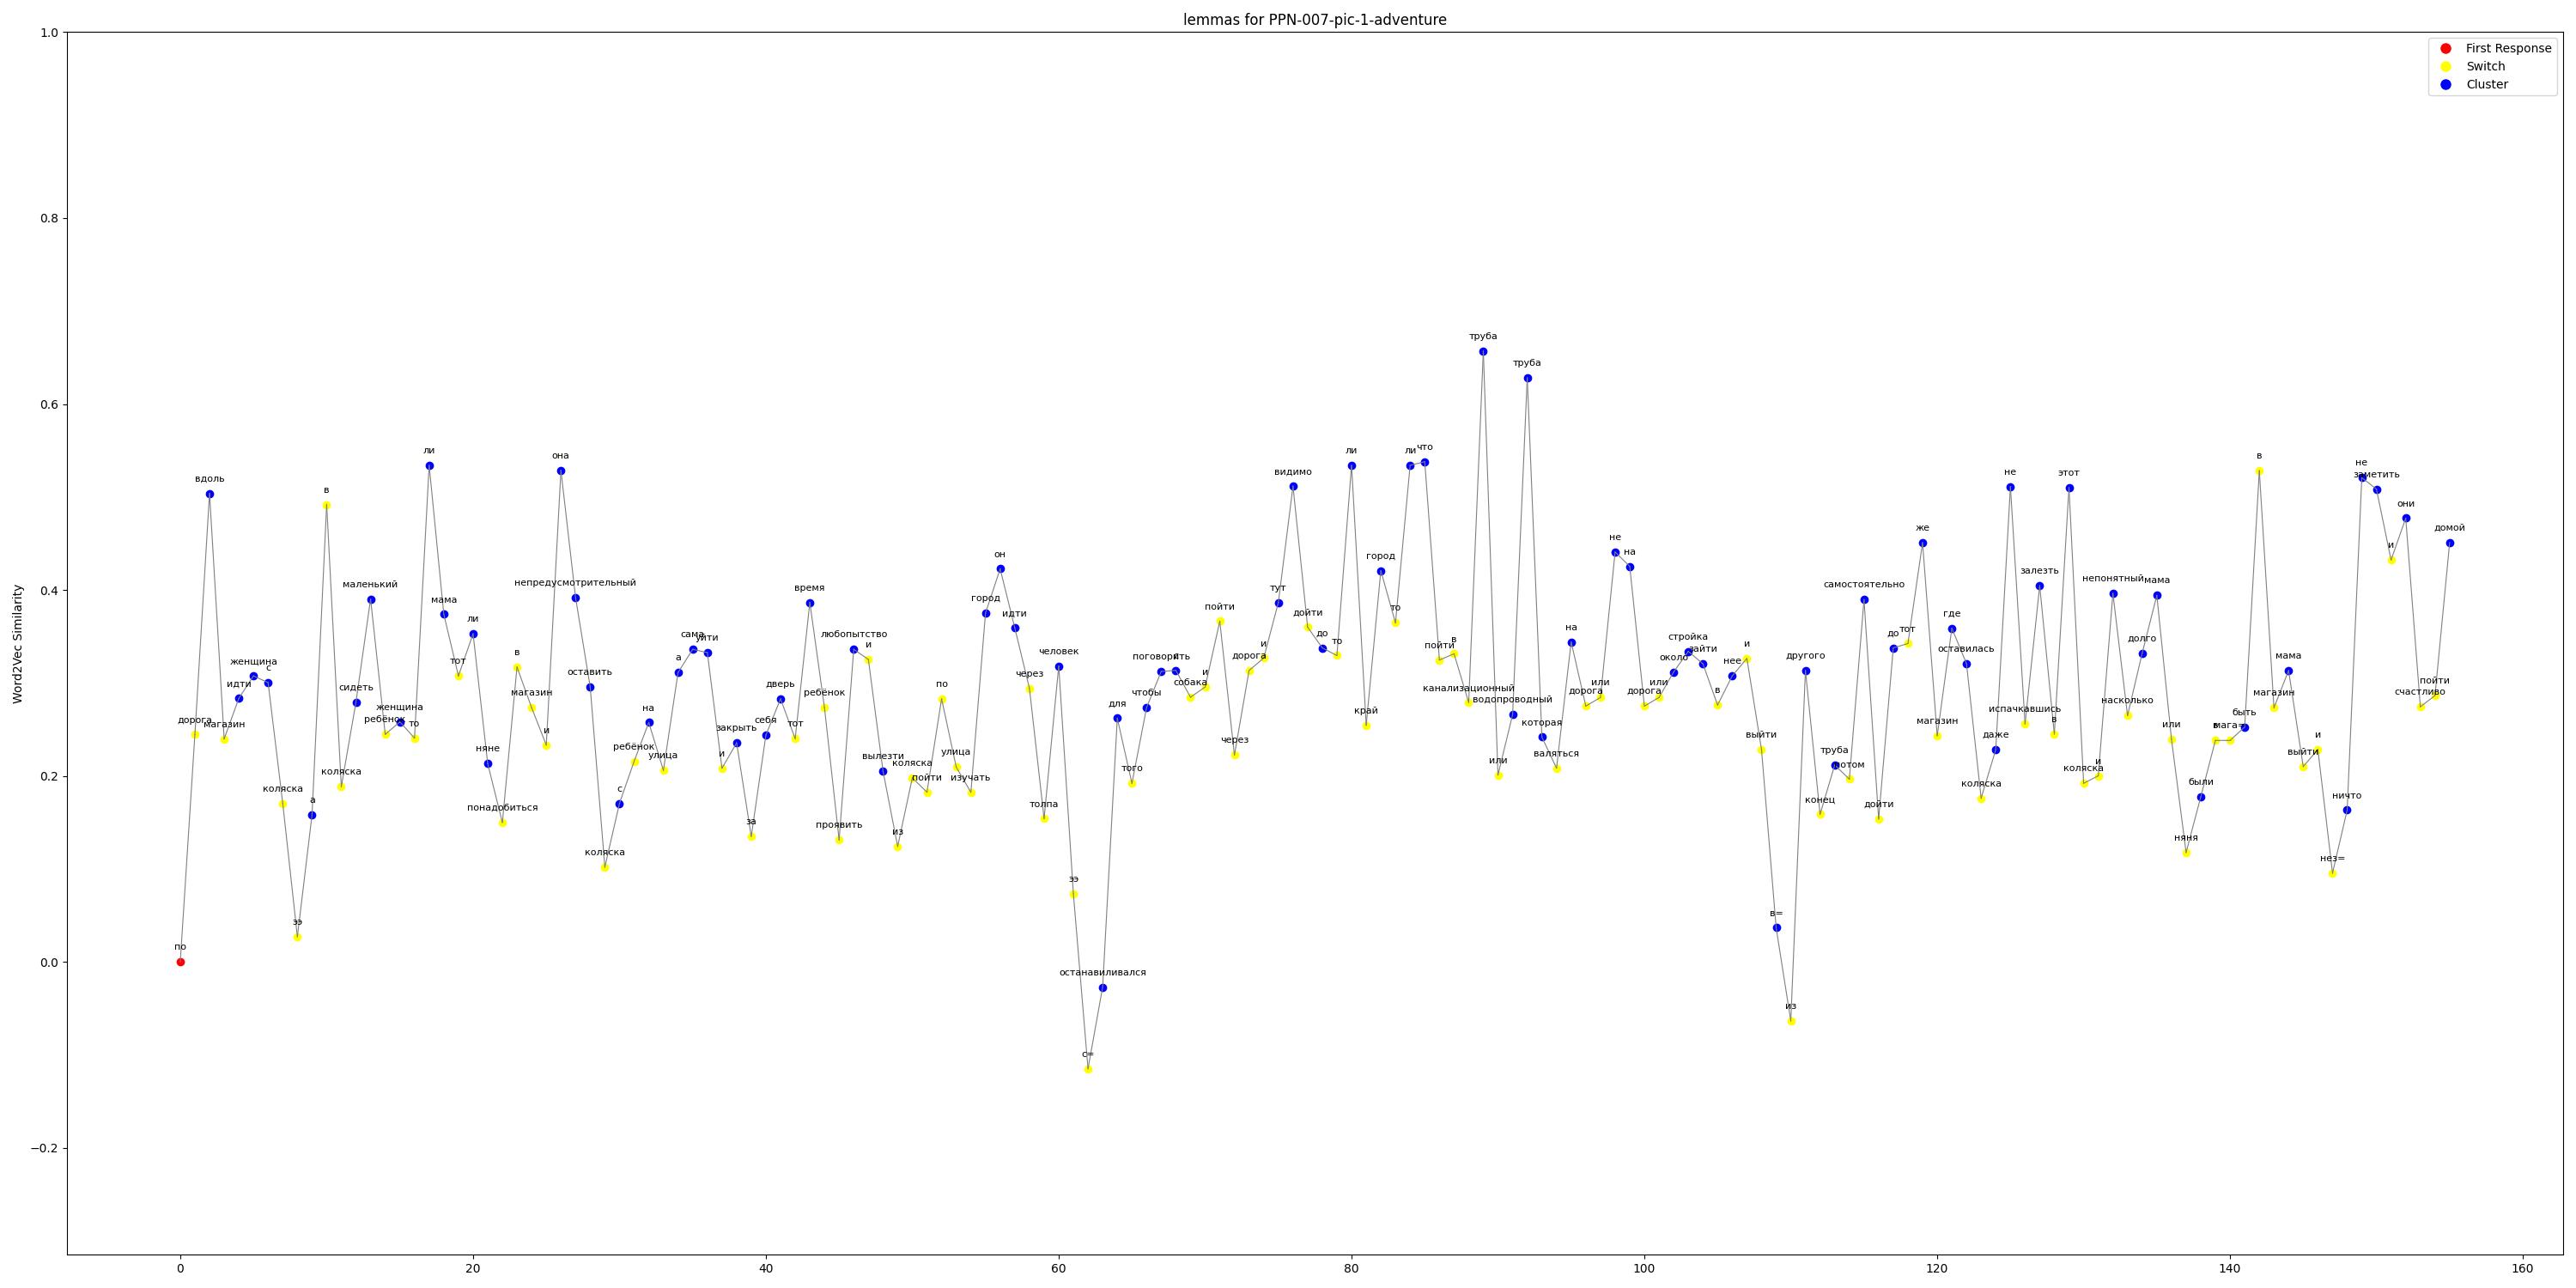 lemmas for PPN-007-pic-1-adventure
First Response
Switch
Cluster
Word2Vec Similarity
1.0
0.8
0.6
0.4
0.2
0.0
−0.2
0
20
40
60
80
100
120
140
160
по
дорога
вдоль
магазин
идти
женщина
с
коляска
ээ
а
в
коляска
сидеть
маленький
ребёнок
женщина
то
ли
мама
тот
ли
няне
понадобиться
в
магазин
и
она
непредусмотрительный
оставить
коляска
с
ребёнок
на
улица
а
сама
уйти
и
закрыть
за
себя
дверь
тот
время
ребёнок
проявить
любопытство
и
вылезти
из
коляска
пойти
по
улица
изучать
город
он
идти
через
толпа
человек
ээ
с=
останавиливался
для
того
чтобы
поговорить
собака
и
пойти
через
дорога
и
тут
видимо
дойти
до
то
ли
край
город
то
ли
что
пойти
в
канализационный
труба
или
водопроводный
труба
которая
валяться
на
дорога
или
не
на
дорога
или
около
стройка
зайти
в
нее
и
выйти
в=
из
другого
конец
труба
потом
самостоятельно
дойти
до
тот
же
магазин
где
оставилась
коляска
даже
не
испачкавшись
залезть
в
этот
коляска
и
непонятный
насколько
долго
мама
или
няня
были
в
мага=
быть
в
магазин
мама
выйти
и
нез=
ничто
не
заметить
и
они
счастливо
пойти
домой